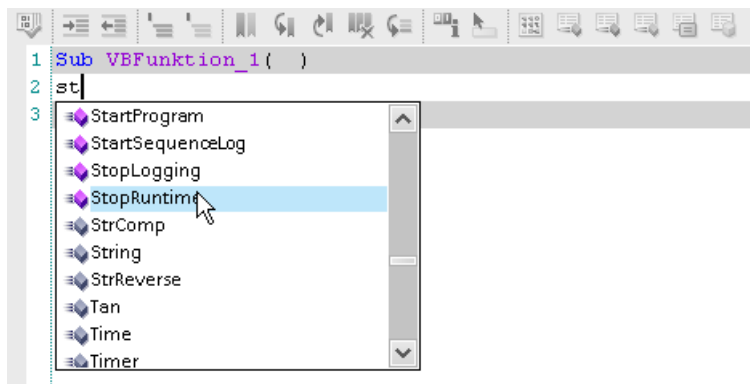 1 Sub VBFunktion_1( )
2 st
3
StartProgram
StartSequenceLog
StopLogging
StopRuntime
StrComp
String
StrReverse
Tan
Time
Timer